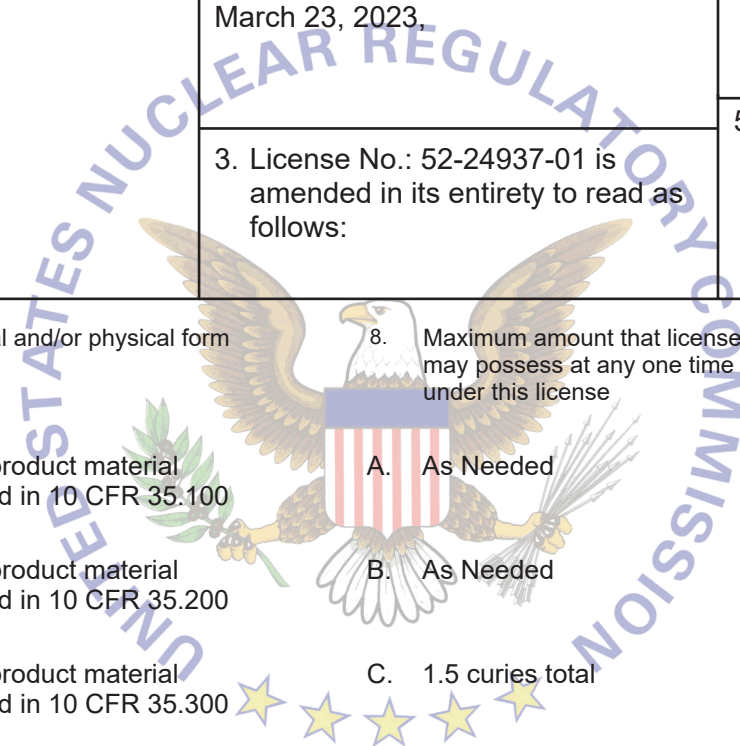 March 23, 2023,
3. License No.: 52-24937-01 is
amended in its entirety to read as
follows:
5
l and/or physical form
8. Maximum amount that license
may possess at any one time
under this license
product material
d in 10 CFR 35.100
A. As Needed
product material
d in 10 CFR 35.200
B. As Needed
product material
d in 10 CFR 35.300
C. 1.5 curies total
UNITED STATES NUCLEAR REGULATORY COMMISSION